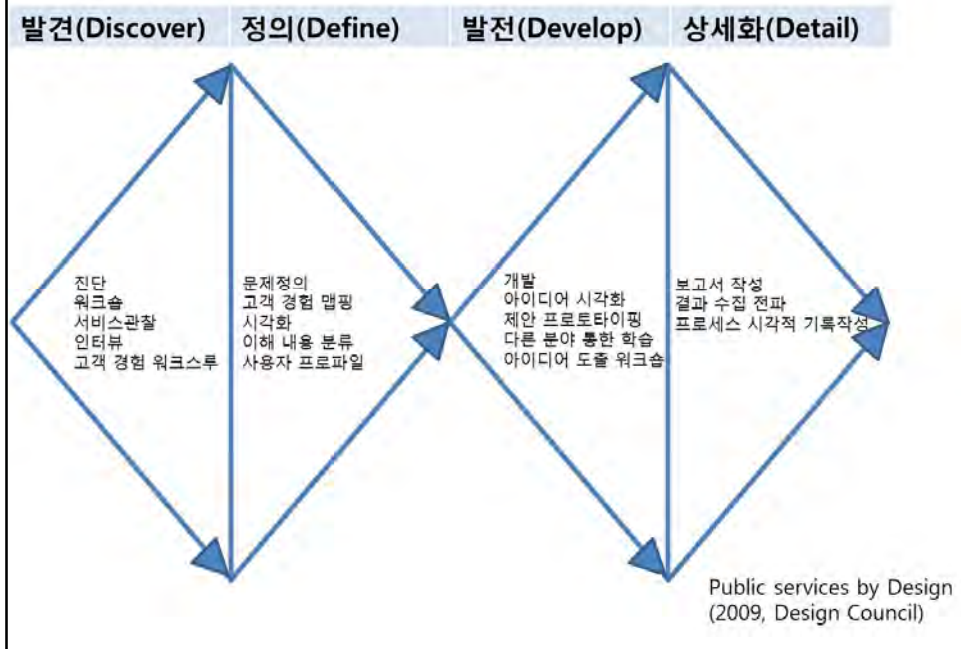 발견(Discover)
정의(Define)
발전(Develop)
상세화(Detail)
진단
워크숍
서비스관찰
인터뷰
고객 경험 워크스루
문제정의
고객 경험 맵핑
시각화
이해 내용 분류
사용자 프로파일
개발
아이디어 시각화
제안 프로토타이핑
다른 분야 통한 학습
아이디어 도출 워크숍
보고서 작성
결과 수집 전파
프로세스 시각적 기록작성
Public services by Design
(2009, Design Council)